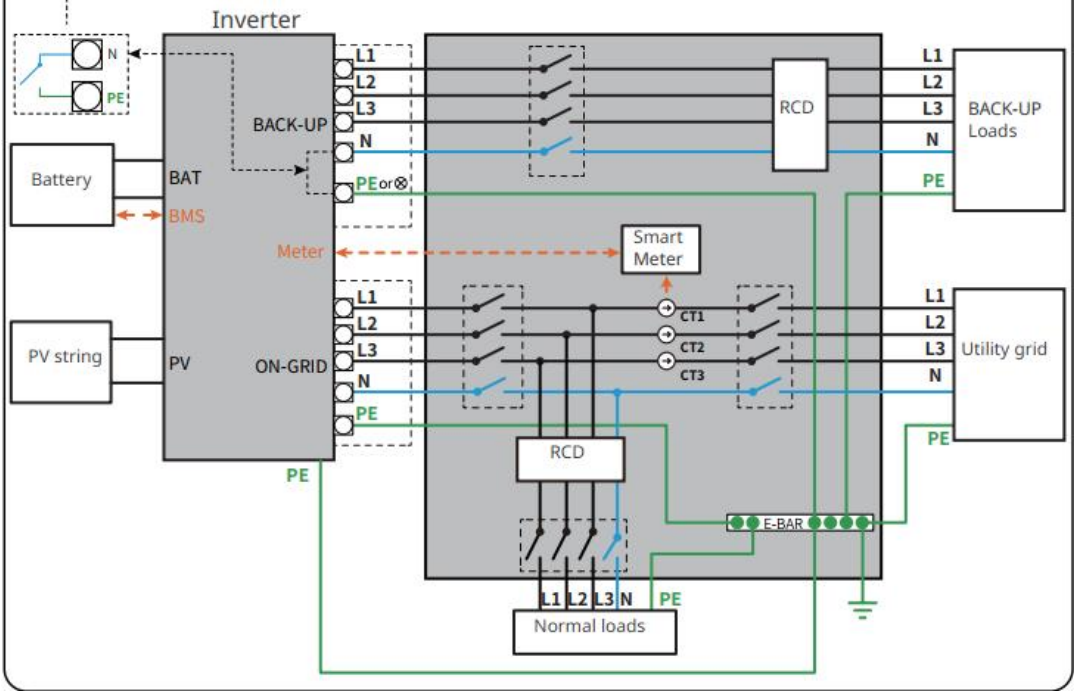 Inverter
N
PE
L1
L2
L3
N
PE or ⊗
BACK-UP
RCD
L1
L2
L3
N
PE
BACK-UP
Loads
Battery
BAT
BMS
Meter
Smart
Meter
PV string
PV
ON-GRID
L1
L2
L3
N
PE
CT1
CT2
CT3
L1
L2
L3
N
PE
Utility grid
RCD
PE
E-BAR
L1 L2 L3 N PE
Normal loads